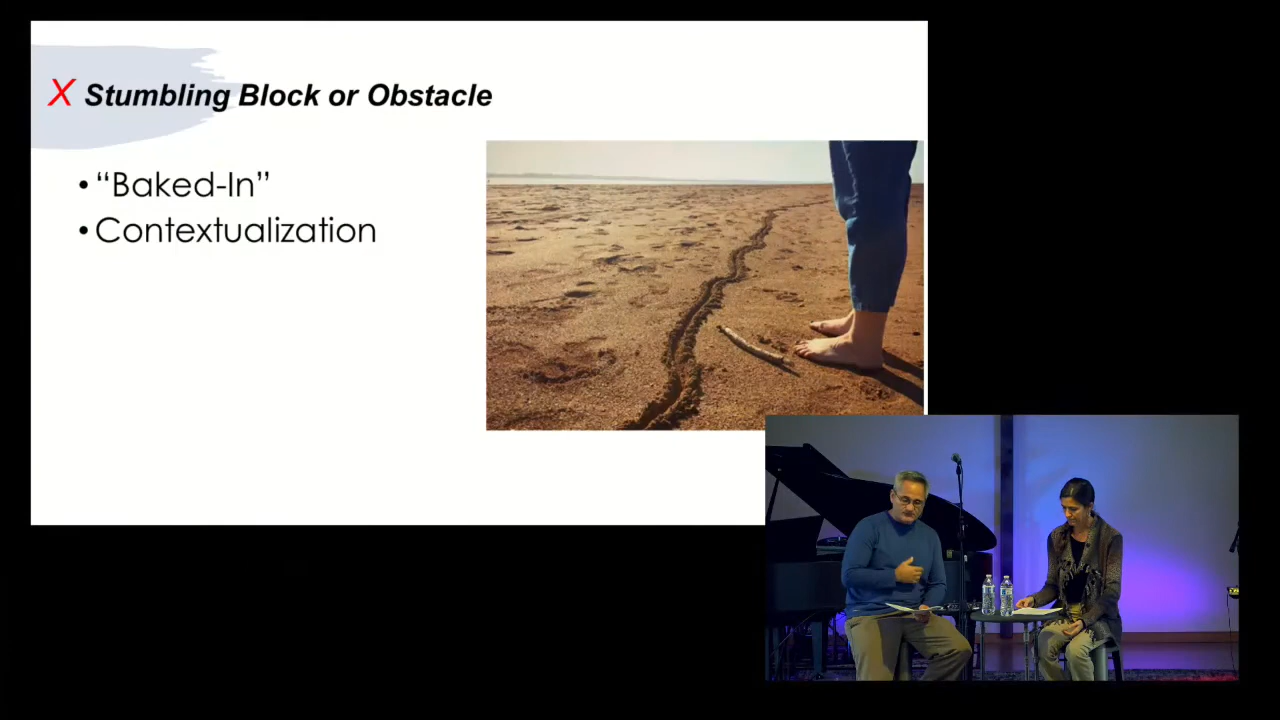 X Stumbling Block or Obstacle
• “Baked-In”
• Contextualization